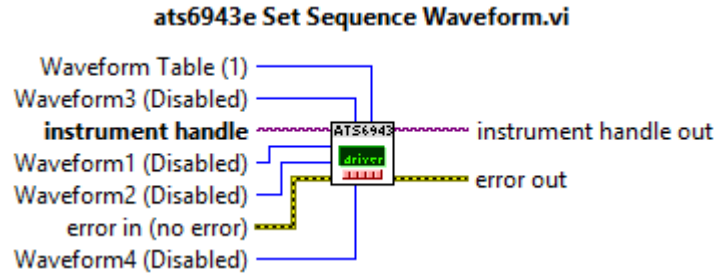 ats6943e Set Sequence Waveform.vi
Waveform Table (1)
Waveform3 (Disabled)
instrument handle
ATS6943
instrument handle out
Waveform1 (Disabled)
driver
Waveform2 (Disabled)
error out
error in (no error)
Waveform4 (Disabled)